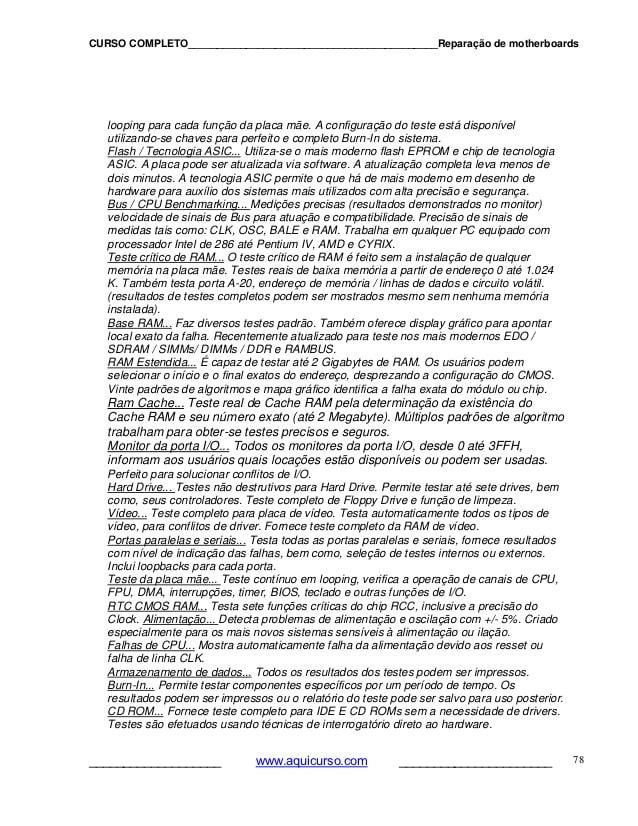 CURSO COMPLETO__________________________________________Reparação de motherboards
looping para cada função da placa mãe. A configuração do teste está disponível
utilizando-se chaves para perfeito e completo Burn-In do sistema.
Flash / Tecnologia ASIC... Utiliza-se o mais moderno flash EPROM e chip de tecnologia
ASIC. A placa pode ser atualizada via software. A atualização completa leva menos de
dois minutos. A tecnologia ASIC permite o que há de mais moderno em desenho de
hardware para auxílio dos sistemas mais utilizados com alta precisão e segurança.
Bus / CPU Benchmarking... Medições precisas (resultados demonstrados no monitor)
velocidade de sinais de Bus para atuação e compatibilidade. Precisão de sinais de
medidas tais como: CLK, OSC, BALE e RAM. Trabalha em qualquer PC equipado com
processador Intel de 286 até Pentium IV, AMD e CYRIX.
Teste crítico de RAM... O teste crítico de RAM é feito sem a instalação de qualquer
memória na placa mãe. Testes reais de baixa memória a partir de endereço 0 até 1.024
K. Também testa porta A-20, endereço de memória / linhas de dados e circuito volátil.
(resultados de testes completos podem ser mostrados mesmo sem nenhuma memória
instalada).
Base RAM... Faz diversos testes padrão. Também oferece display gráfico para apontar
local exato da falha. Recentemente atualizado para teste nos mais modernos EDO /
SDRAM / SIMMs/ DIMMs / DDR e RAMBUS.
RAM Estendida... É capaz de testar até 2 Gigabytes de RAM. Os usuários podem
selecionar o início e o final exatos do endereço, desprezando a configuração do CMOS.
Vinte padrões de algoritmos e mapa gráfico identifica a falha exata do módulo ou chip.
Ram Cache... Teste real de Cache RAM pela determinação da existência do
Cache RAM e seu número exato (até 2 Megabyte). Múltiplos padrões de algoritmo
trabalham para obter-se testes precisos e seguros.
Monitor da porta I/O... Todos os monitores da porta I/O, desde 0 até 3FFH,
informam aos usuários quais locações estão disponíveis ou podem ser usadas.
Perfeito para solucionar conflitos de I/O.
Hard Drive... Testes não destrutivos para Hard Drive. Permite testar até sete drives, bem
como, seus controladores. Teste completo de Floppy Drive e função de limpeza.
Vídeo... Teste completo para placa de vídeo. Testa automaticamente todos os tipos de
vídeo, para conflitos de driver. Fornece teste completo da RAM de vídeo.
Portas paralelas e seriais... Testa todas as portas paralelas e seriais, fornece resultados
com nível de indicação das falhas, bem como, seleção de testes internos ou externos.
Inclui loopbacks para cada porta.
Teste da placa mãe... Teste contínuo em looping, verifica a operação de canais de CPU,
FPU, DMA, interrupções, timer, BIOS, teclado e outras funções de I/O.
RTC CMOS RAM... Testa sete funções críticas do chip RCC, inclusive a precisão do
Clock. Alimentação... Detecta problemas de alimentação e oscilação com +/- 5%. Criado
especialmente para os mais novos sistemas sensíveis à alimentação ou ilação.
Falhas de CPU... Mostra automaticamente falha da alimentação devido aos resset ou
falha de linha CLK.
Armazenamento de dados... Todos os resultados dos testes podem ser impressos.
Burn-In... Permite testar componentes específicos por um período de tempo. Os
resultados podem ser impressos ou o relatório do teste pode ser salvo para uso posterior.
CD ROM... Fornece teste completo para IDE E CD ROMs sem a necessidade de drivers.
Testes são efetuados usando técnicas de interrogatório direto ao hardware.
___________________ www.aquicurso.com ______________________ 78